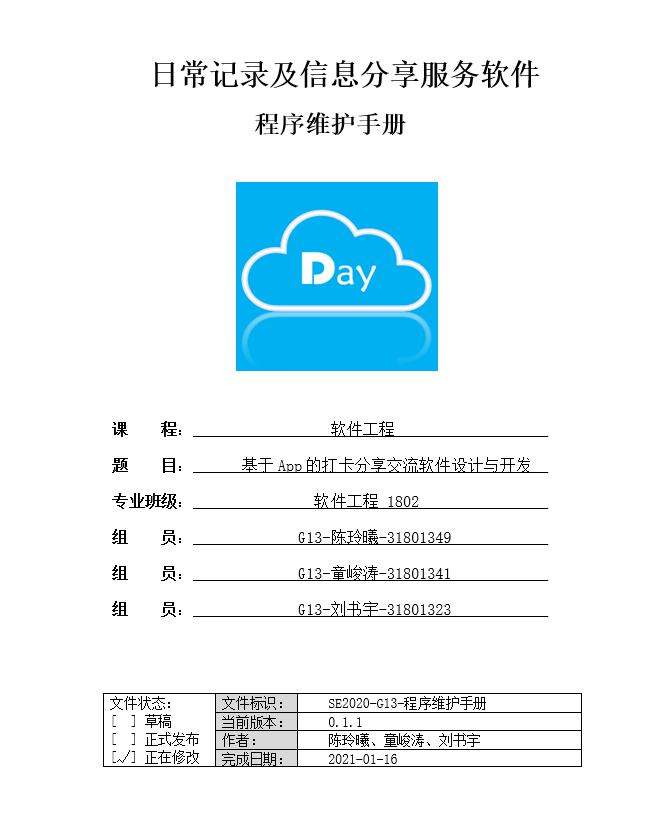 日常记录及信息分享服务软件
程序维护手册
Day
课 程: 软件工程
题 目: 基于App的打卡分享交流软件设计与开发
专业班级: 软件工程 1802
组 员: G13-陈玲曦-31801349
组 员: G13-童峻涛-31801341
组 员: G13-刘书宇-31801323
文件状态:
[ ] 草稿
[ ] 正式发布
[√] 正在修改
文件标识: SE2020-G13-程序维护手册
当前版本: 0.1.1
作者: 陈玲曦、童峻涛、刘书宇
完成日期: 2021-01-16